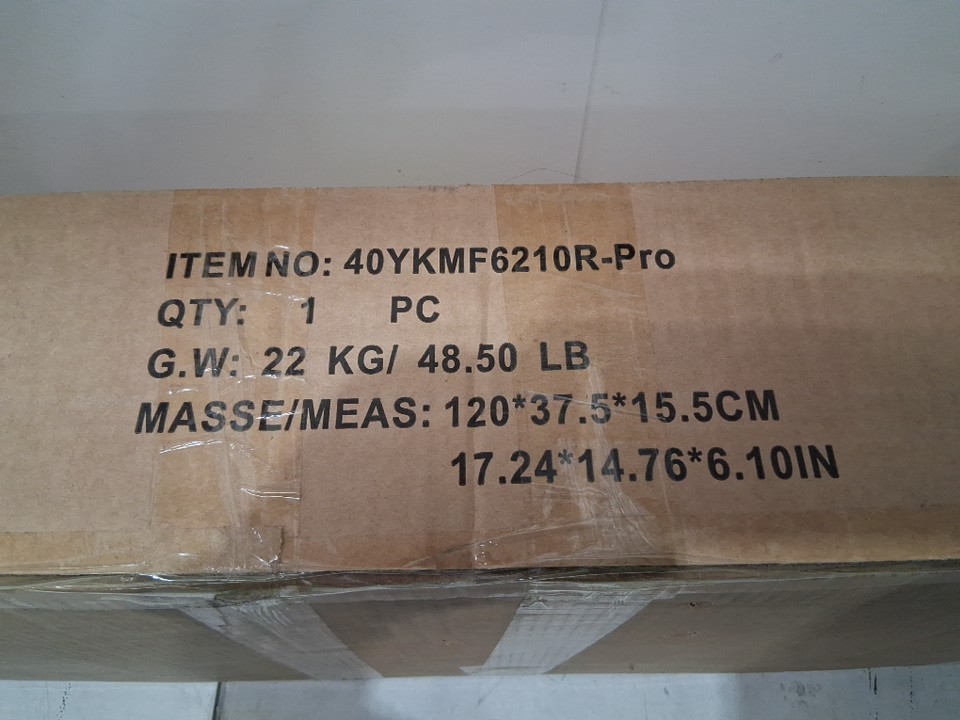 ITEM NO: 40YKMF6210R-Pro
QTY: 1 PC
G.W: 22 KG/ 48.50 LB
MASSE/MEAS: 120*37.5*15.5CM
17.24*14.76*6.10IN